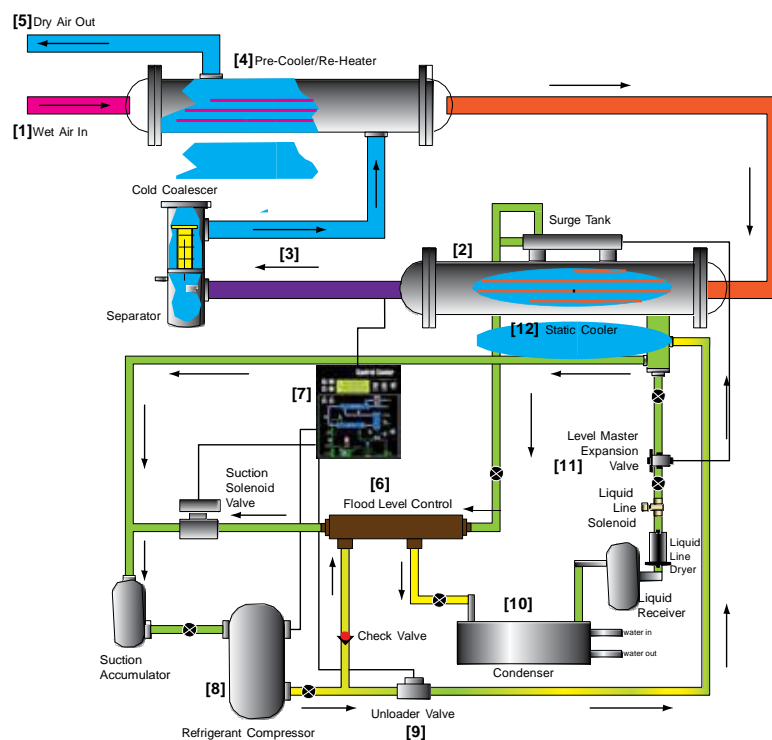 [5] Dry Air Out
[4] Pre-Cooler/Re-Heater
[1] Wet Air In
Cold Coalescer
Surge Tank
[3]
[2]
Separator
[12] Static Cooler
[7]
Level Master
Expansion
Valve
[11]
Suction
Solenoid
Valve
[6]
Flood Level Control
Liquid
Line
Solenoid
Liquid
Line
Dryer
[10]
Liquid
Receiver
Check Valve
water in
water out
Suction
Accumulator
Condenser
[8]
Refrigerant Compressor
Unloader Valve
[9]